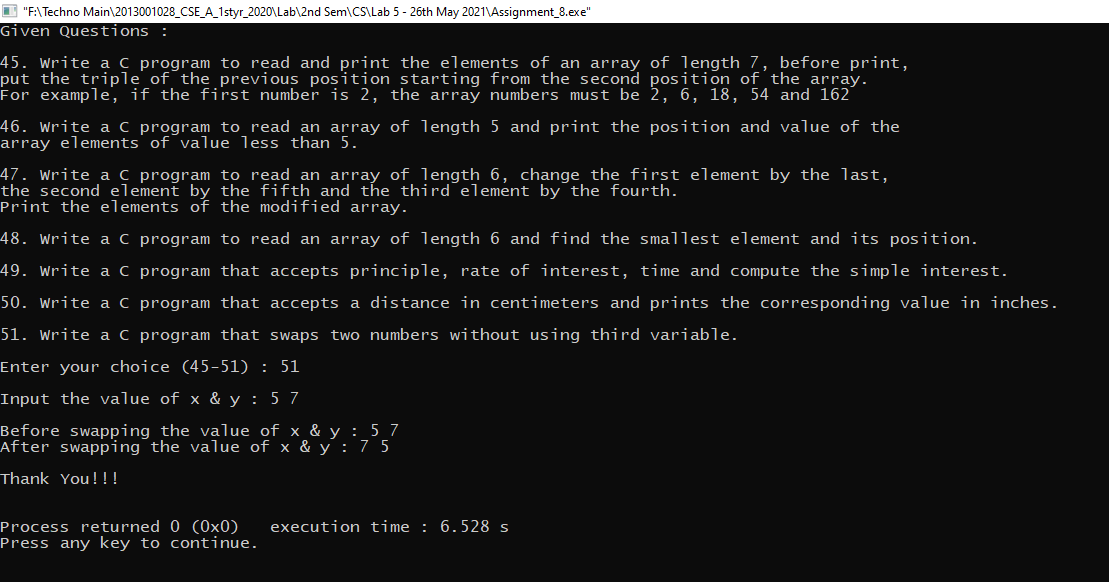 "F:\Techno Main\2013001028_CSE_A_1styr_2020\Lab\2nd Sem\CS\Lab 5 - 26th May 2021\Assignment_8.exe"
Given Questions :
45. Write a C program to read and print the elements of an array of length 7, before print,
put the triple of the previous position starting from the second position of the array.
For example, if the first number is 2, the array numbers must be 2, 6, 18, 54 and 162
46. Write a C program to read an array of length 5 and print the position and value of the
array elements of value less than 5.
47. Write a C program to read an array of length 6, change the first element by the last,
the second element by the fifth and the third element by the fourth.
Print the elements of the modified array.
48. Write a C program to read an array of length 6 and find the smallest element and its position.
49. Write a C program that accepts principle, rate of interest, time and compute the simple interest.
50. Write a C program that accepts a distance in centimeters and prints the corresponding value in inches.
51. Write a C program that swaps two numbers without using third variable.
Enter your choice (45-51) : 51
Input the value of x & y : 5 7
Before swapping the value of x & y : 5 7
After swapping the value of x & y : 7 5
Thank You!!!
Process returned 0 (0x0)   execution time : 6.528 s
Press any key to continue.